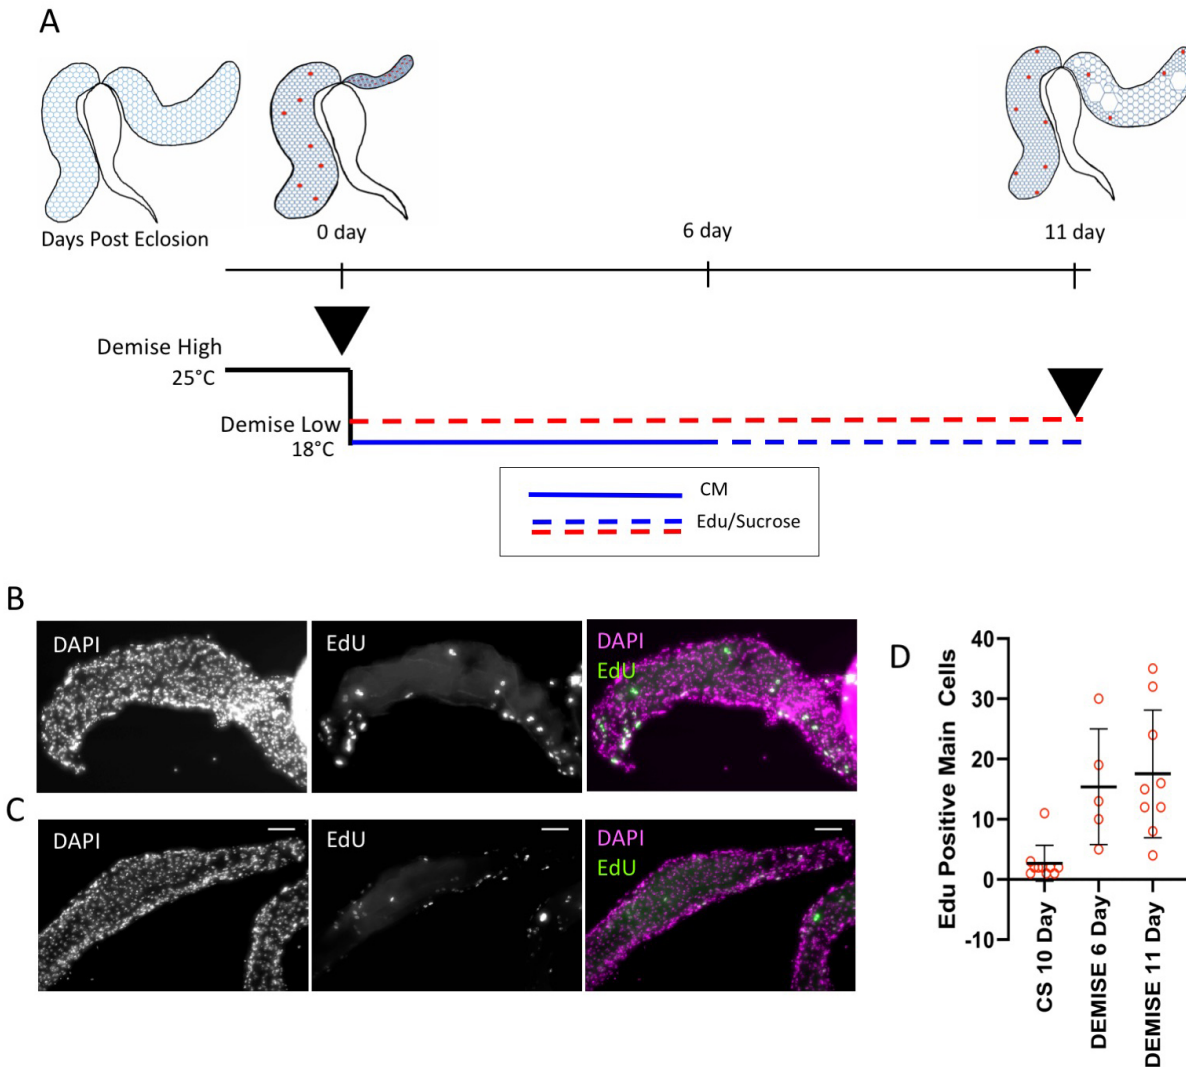 A
Days Post Eclosion
0 day
6 day
11 day
Demise High
25°C
Demise Low
18°C
CM
Edu/Sucrose
B
DAPI
EdU
DAPI
EdU
C
DAPI
EdU
DAPI
EdU
D
Edu Positive Main Cells
40
30
20
10
0
-10
CS 10 Day
DEMISE 6 Day
DEMISE 11 Day